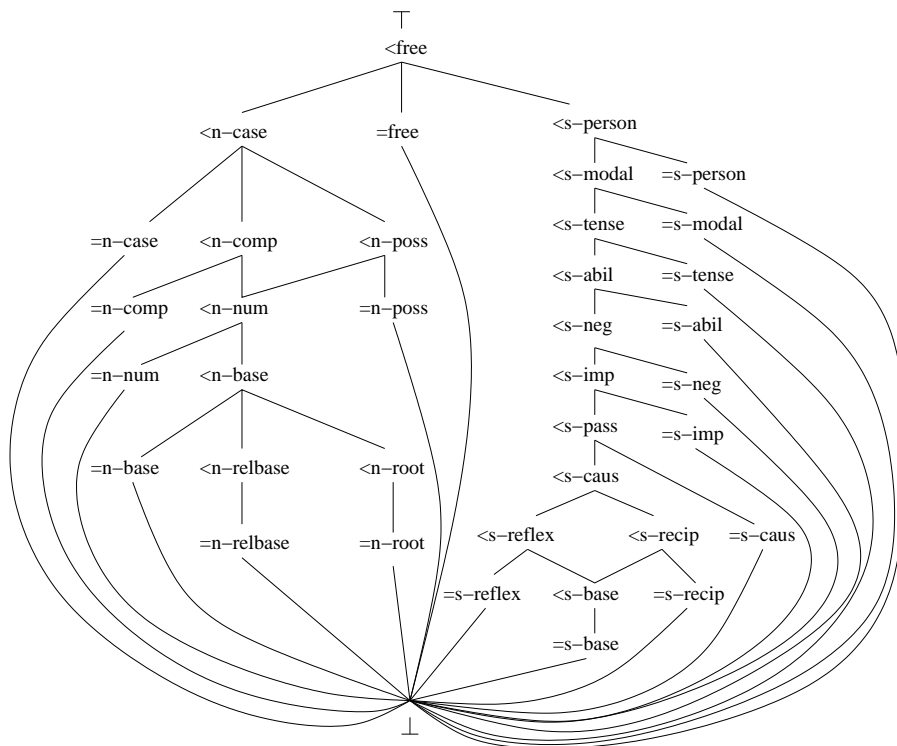 ⊤
<free
<n−case =free <s−person
<s−modal =s−person
=n−case <n−comp <n−poss <s−tense =s−modal
<s−abil =s−tense
=n−comp <n−num =n−poss <s−neg =s−abil
=n−num <n−base <s−imp =s−neg
<s−pass =s−imp
=n−base <n−relbase <n−root <s−caus
=n−relbase =n−root <s−reflex <s−recip =s−caus
=s−reflex <s−base =s−recip
=s−base
⊥